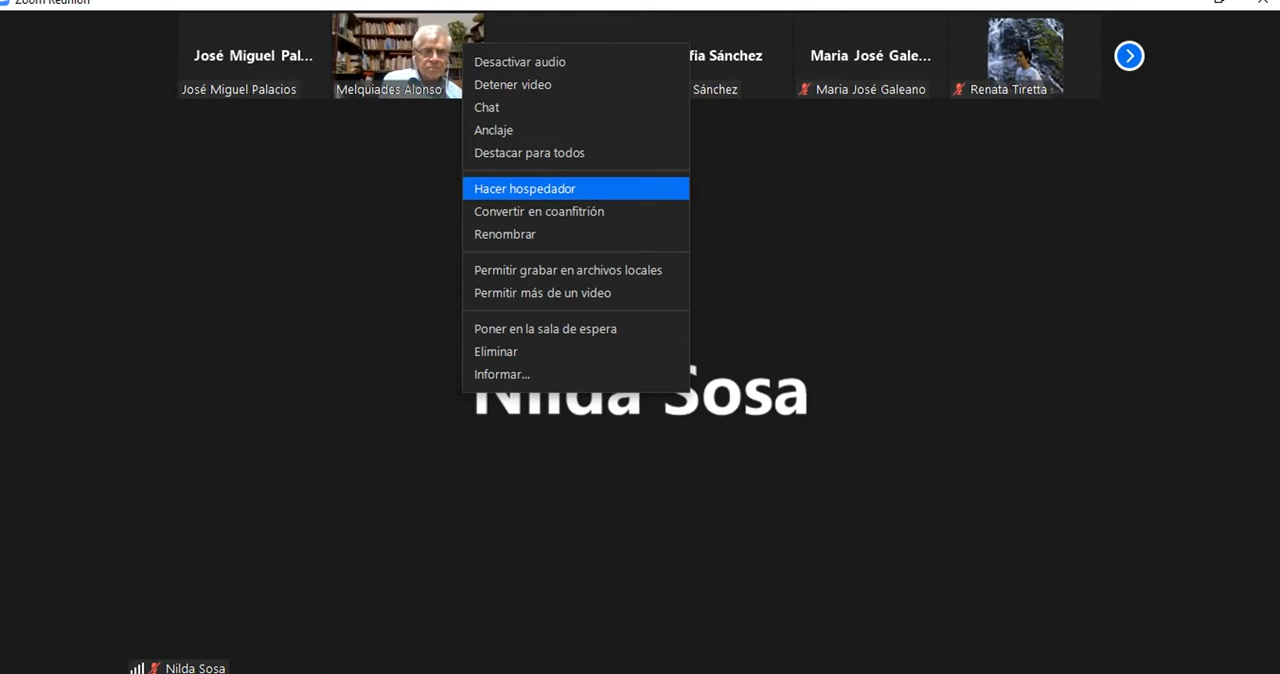 Zoom Reunión
José Miguel Pal...
fia Sánchez
Maria José Gale...
José Miguel Palacios
Melquiades Alonso
Sánchez
Maria José Galeano
Renata Tiretta
Desactivar audio
Detener video
Chat
Anclaje
Destacar para todos
Hacer hospedador
Convertir en coanfitrión
Renombrar
Permitir grabar en archivos locales
Permitir más de un video
Poner en la sala de espera
Eliminar
Informar...
Nilda Sosa
Nilda Sosa